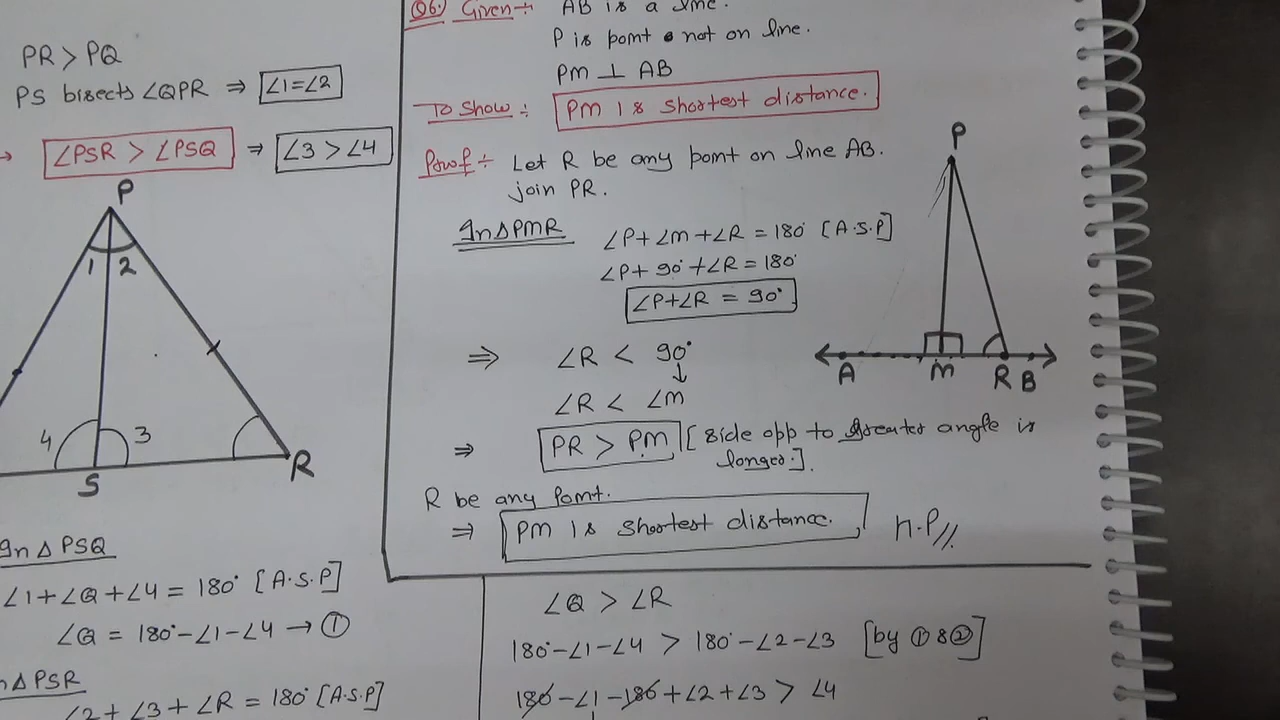 PR > PQ
PS bisects ∠QPR ⇒ ∠1=∠2
∠PSR > ∠PSQ ⇒ ∠3 > ∠4
P
1 2
4 3
S R
In Δ PSQ
∠1+∠Q+∠4 = 180° [A.S.P]
∠Q = 180°-∠1-∠4 → ①
Δ PSR
∠2+∠3+∠R = 180° [A.S.P]
Q6. Given÷ AB is a line.
P is point not on line.
PM ⊥ AB
To Show÷ PM is shortest distance.
Proof÷ Let R be any point on line AB.
join PR.
In Δ PMR ∠P+∠M+∠R = 180° [A.S.P]
∠P+90°+∠R = 180°
∠P+∠R = 90°
⇒ ∠R < 90°
↓
∠R < ∠M
⇒ PR > PM [side opp to greater angle is
longer.]
R be any Point.
⇒ PM is shortest distance. H.P//.
P
A M R B
∠Q > ∠R
180°-∠1-∠4 > 180°-∠2-∠3 [by ① & ②]
180-∠1-180+∠2+∠3 > ∠4